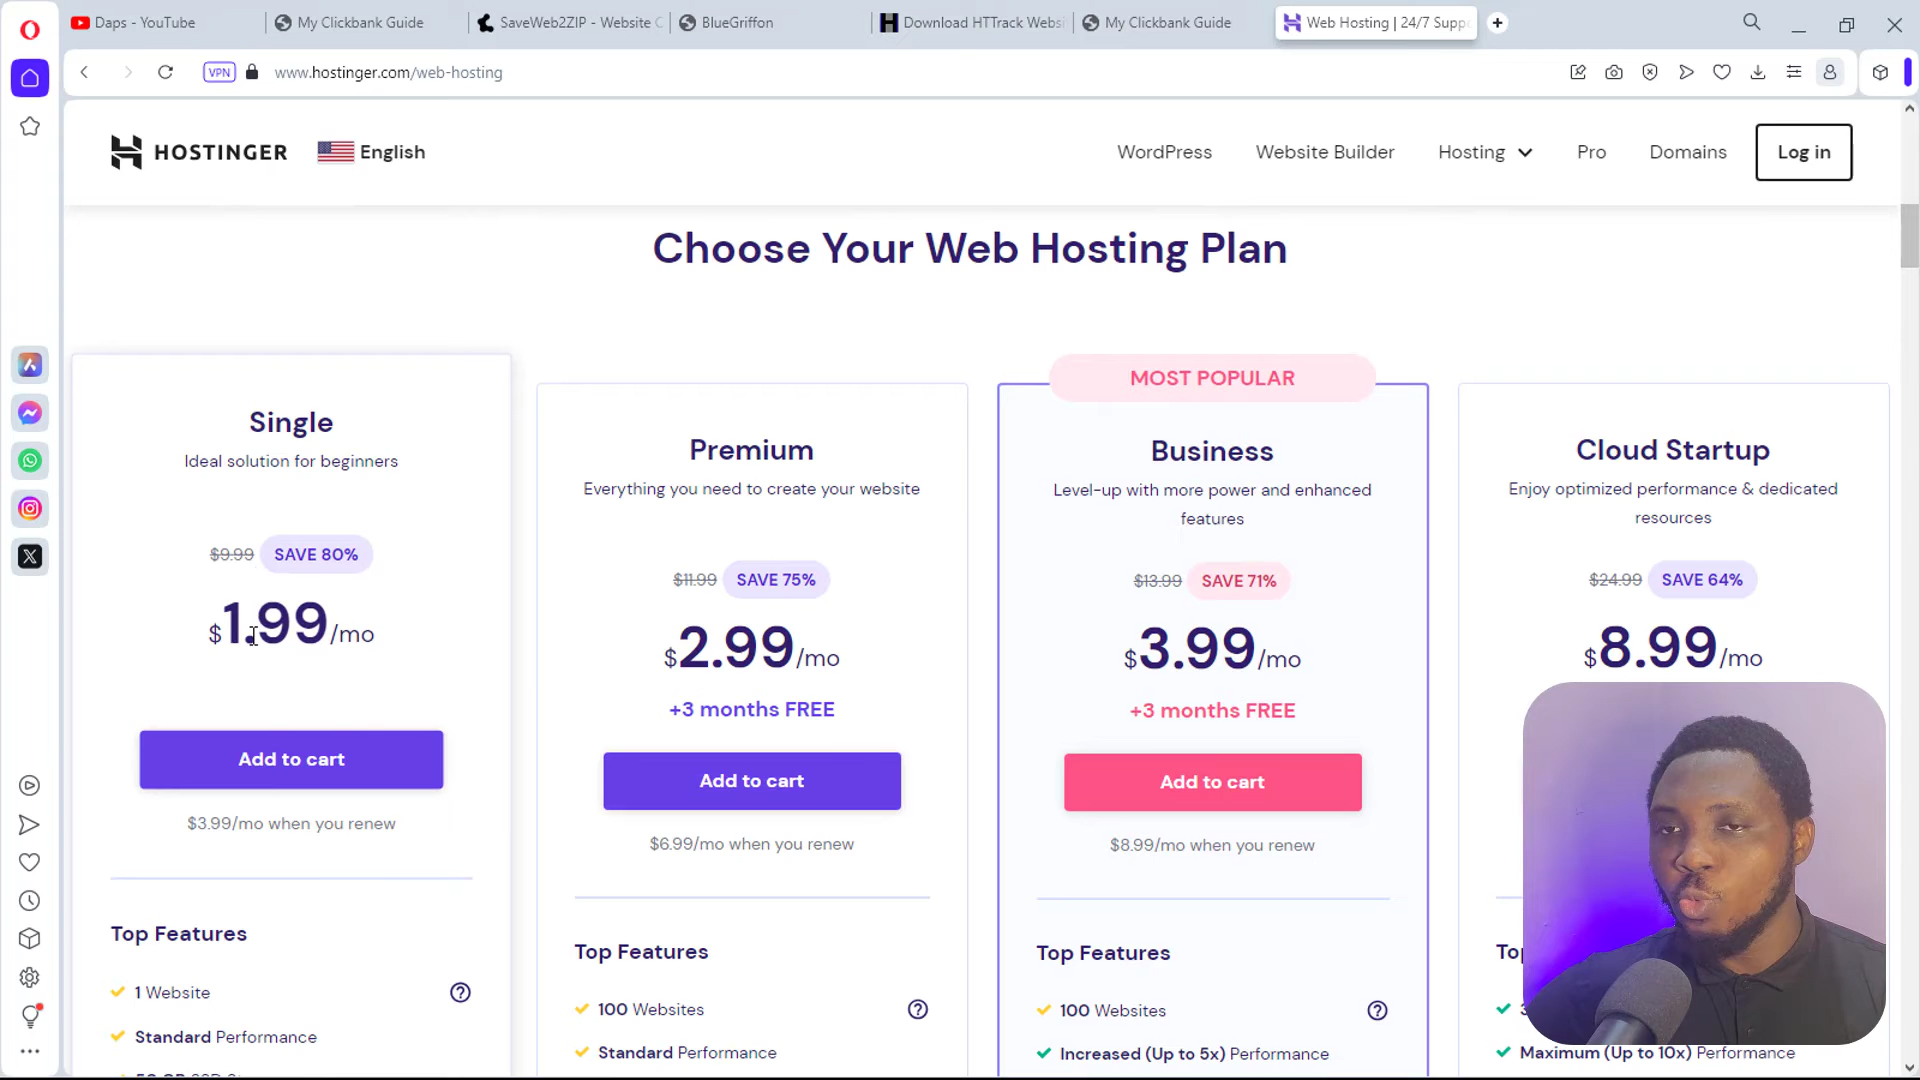 Daps - YouTube
My Clickbank Guide
SaveWeb2ZIP - Website C
BlueGriffon
Download HTTrack Websi
My Clickbank Guide
Web Hosting | 24/7 Supp
VPN
www.hostinger.com/web-hosting
HOSTINGER
English
WordPress
Website Builder
Hosting
Pro
Domains
Log in
Choose Your Web Hosting Plan
Single
Ideal solution for beginners
$9.99 SAVE 80%
$1.99/mo
Add to cart
$3.99/mo when you renew
Top Features
1 Website
Standard Performance
Premium
Everything you need to create your website
$11.99 SAVE 75%
$2.99/mo
+3 months FREE
Add to cart
$6.99/mo when you renew
Top Features
100 Websites
Standard Performance
MOST POPULAR
Business
Level-up with more power and enhanced
features
$13.99 SAVE 71%
$3.99/mo
+3 months FREE
Add to cart
$8.99/mo when you renew
Top Features
100 Websites
Increased (Up to 5x) Performance
Cloud Startup
Enjoy optimized performance & dedicated
resources
$24.99 SAVE 64%
$8.99/mo
Maximum (Up to 10x) Performance